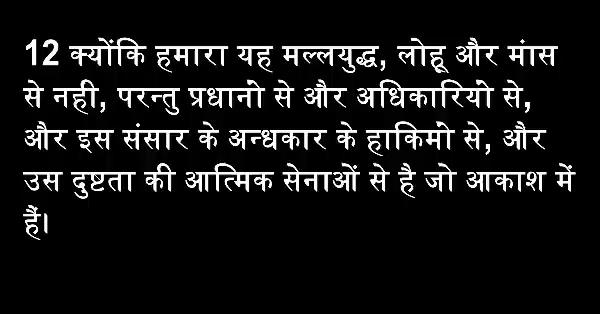 12 क्योंकि हमारा यह मल्लयुद्ध, लोहू और मांस
से नही, परन्तु प्रधानों से और अधिकारियों से,
और इस संसार के अन्धकार के हाकिमों से, और
उस दुष्टता की आत्मिक सेनाओं से है जो आकाश में
हैं।